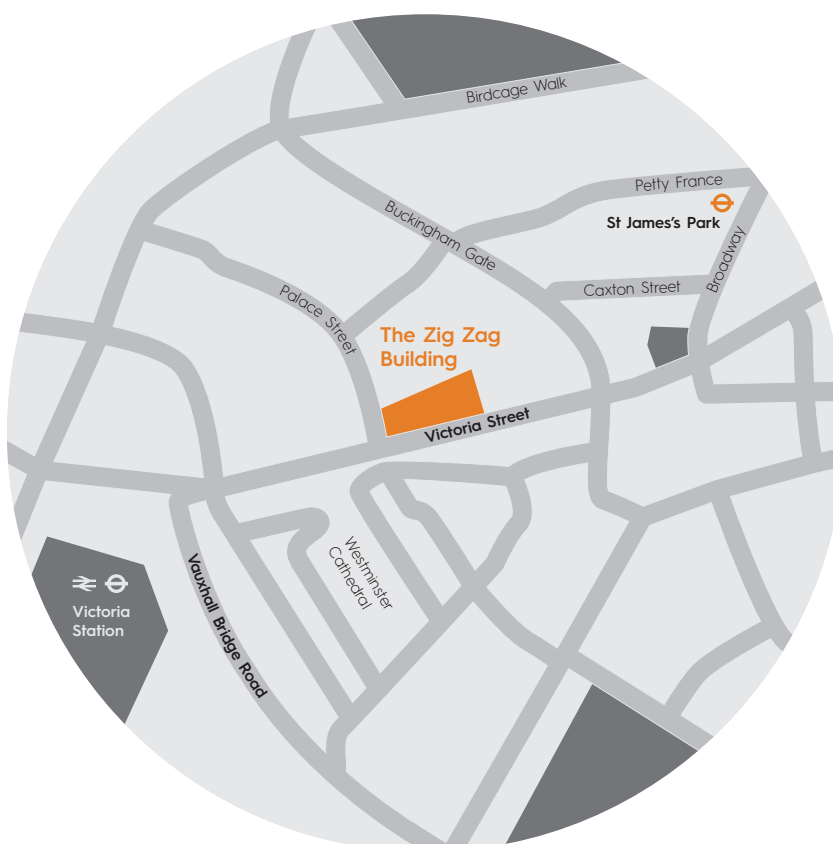 Birdcage Walk
Petty France
St James's Park
Buckingham Gate
Broadway
Caxton Street
Palace Street
The Zig Zag
Building
Victoria Street
Westminster
Cathedral
Vauxhall Bridge Road
Victoria
Station